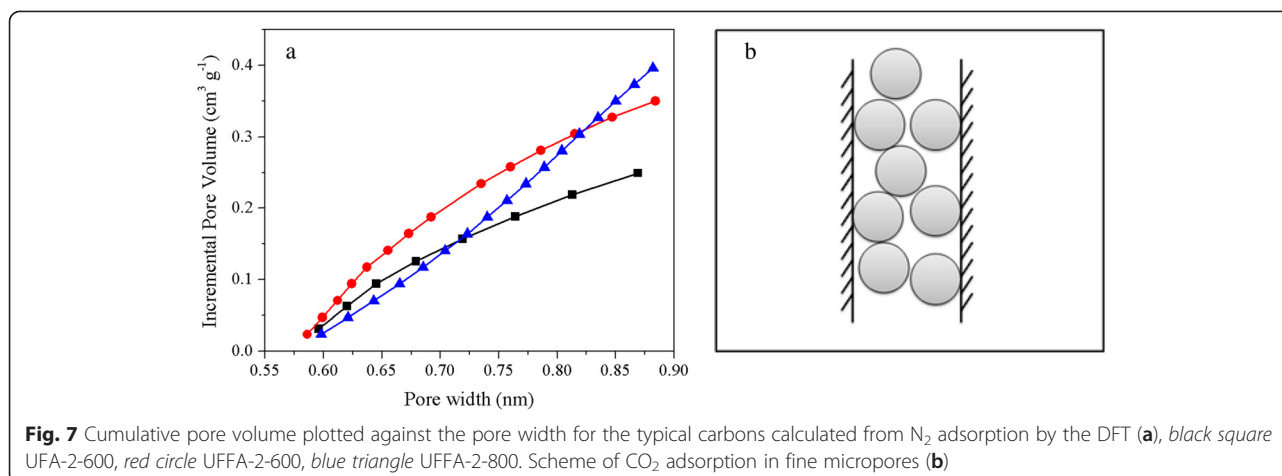 a
b
Incremental Pore Volume (cm³ g⁻¹)
0.4
0.3
0.2
0.1
0.0
0.55 0.60 0.65 0.70 0.75 0.80 0.85 0.90
Pore width (nm)
Fig. 7 Cumulative pore volume plotted against the pore width for the typical carbons calculated from N₂ adsorption by the DFT (a), black square
UFA-2-600, red circle UFFA-2-600, blue triangle UFFA-2-800. Scheme of CO₂ adsorption in fine micropores (b)